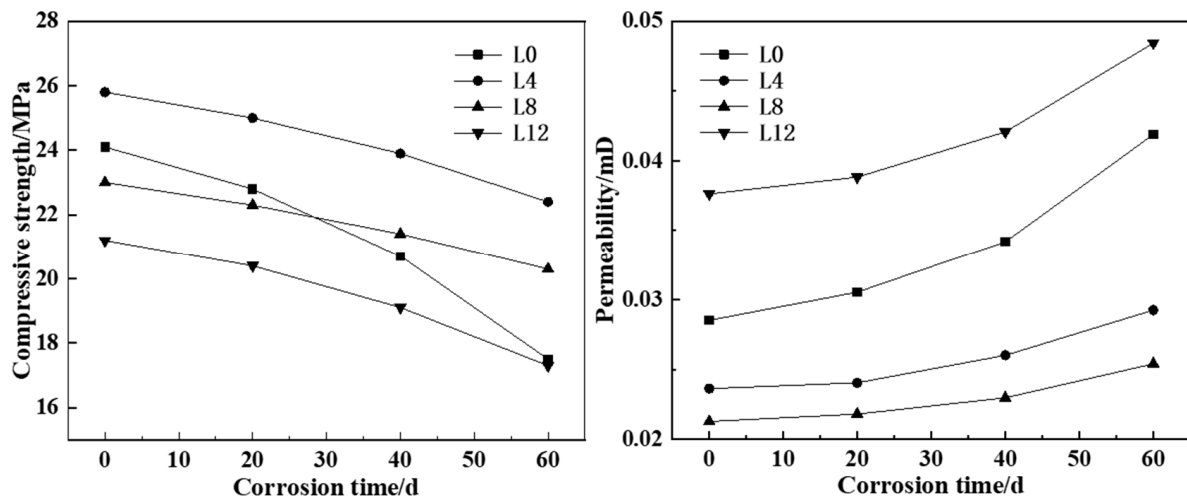 Compressive strength/MPa
28
26
24
22
20
18
16
L0
L4
L8
L12
0 10 20 30 40 50 60
Corrosion time/d
Permeability/mD
0.05
0.04
0.03
0.02
L0
L4
L8
L12
0 10 20 30 40 50 60
Corrosion time/d